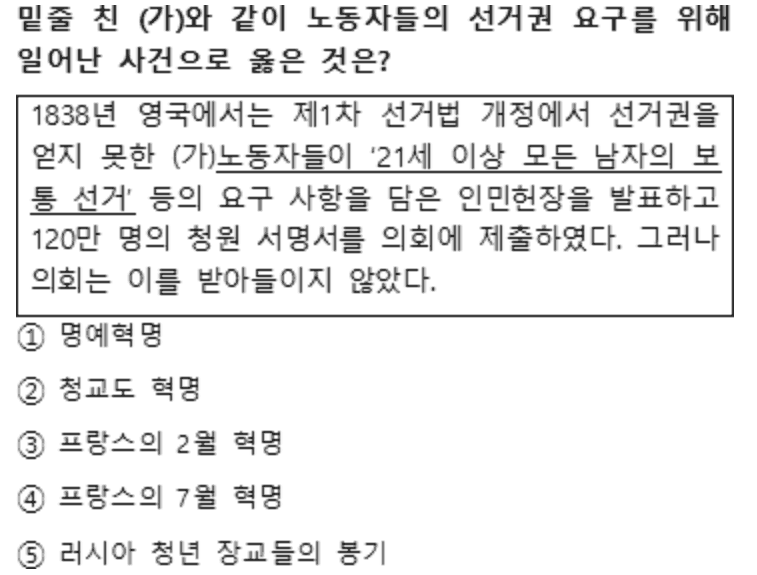 밑줄 친 (가)와 같이 노동자들의 선거권 요구를 위해
일어난 사건으로 옳은 것은?
1838년 영국에서는 제1차 선거법 개정에서 선거권을
얻지 못한 (가)노동자들이 ‘21세 이상 모든 남자의 보
통 선거’ 등의 요구 사항을 담은 인민헌장을 발표하고
120만 명의 청원 서명서를 의회에 제출하였다. 그러나
의회는 이를 받아들이지 않았다.
① 명예혁명
② 청교도 혁명
③ 프랑스의 2월 혁명
④ 프랑스의 7월 혁명
⑤ 러시아 청년 장교들의 봉기